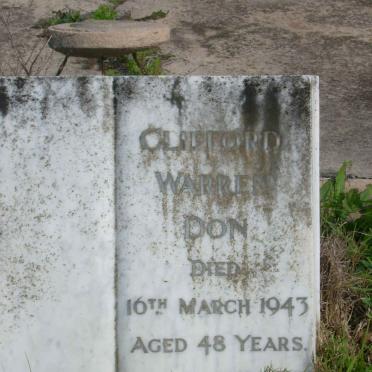 CLIFFORD
WARREN
DON
DIED
16TH MARCH 1943
AGED 48 YEARS.